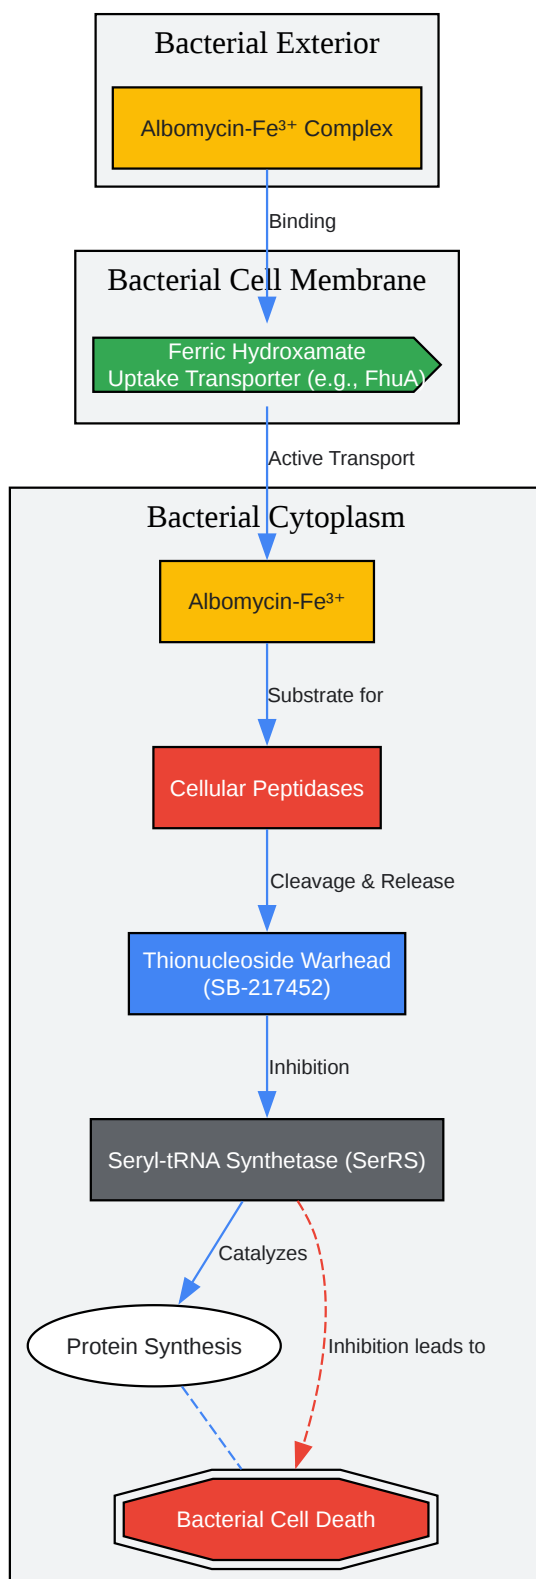 Bacterial Exterior
Albomycin-Fe³⁺ Complex
Binding
Bacterial Cell Membrane
Ferric Hydroxamate
Uptake Transporter (e.g., FhuA)
Active Transport
Bacterial Cytoplasm
Albomycin-Fe³⁺
Substrate for
Cellular Peptidases
Cleavage & Release
Thionucleoside Warhead
(SB-217452)
Inhibition
Seryl-tRNA Synthetase (SerRS)
Catalyzes
Protein Synthesis
Inhibition leads to
Bacterial Cell Death